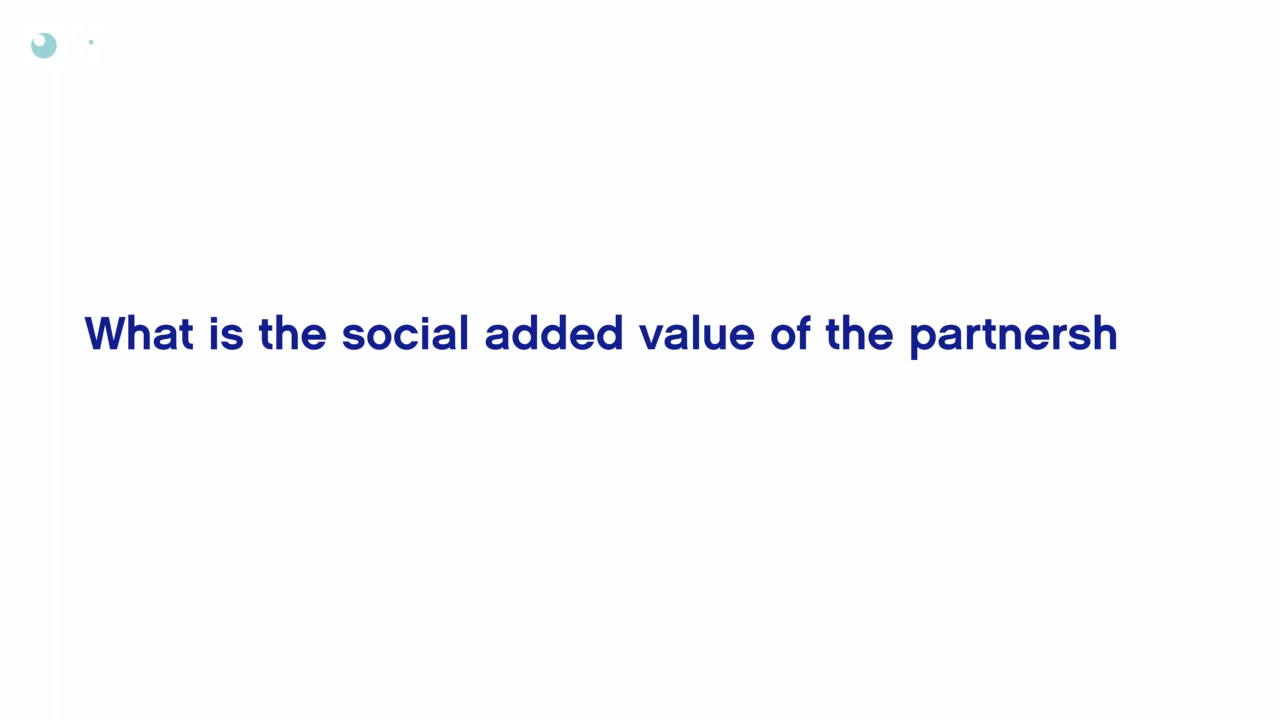 What is the social added value of the partnersh